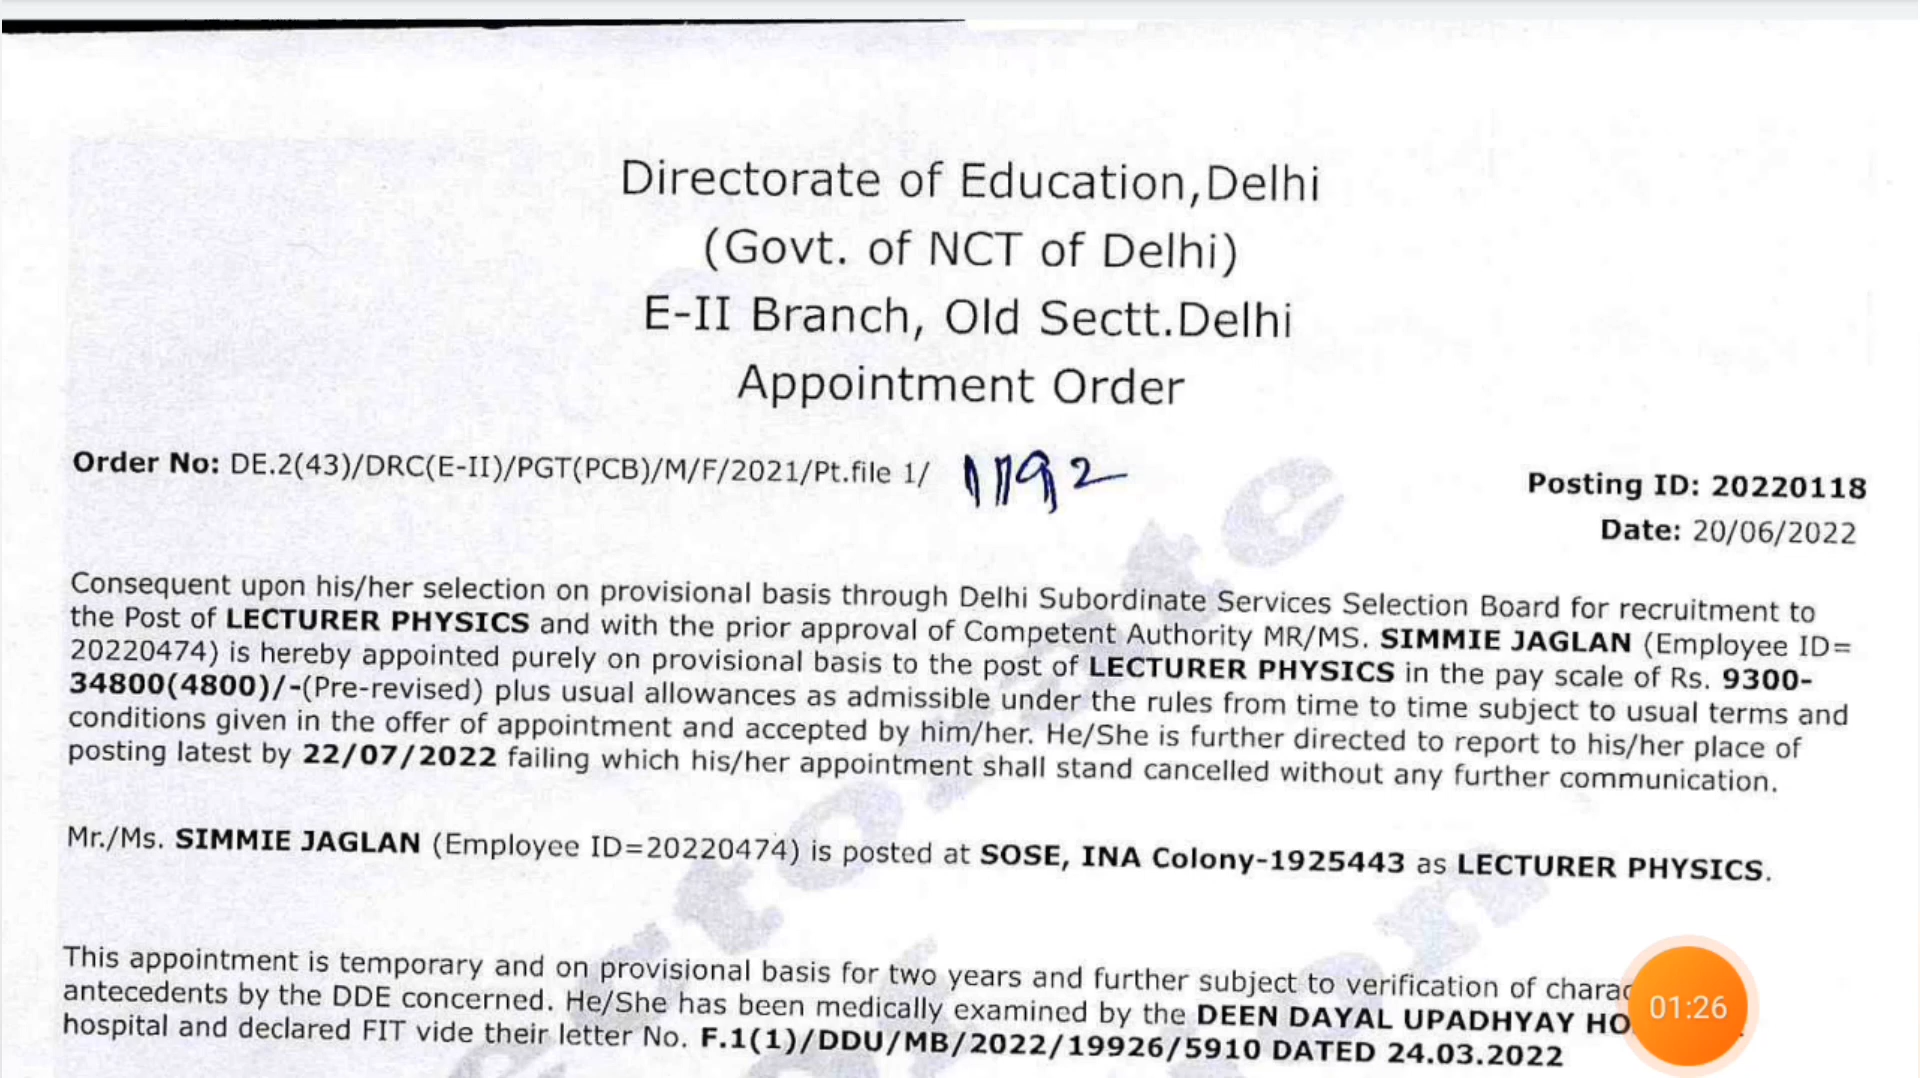 Directorate of Education,Delhi
(Govt. of NCT of Delhi)
E-II Branch, Old Sectt.Delhi
Appointment Order
Order No: DE.2(43)/DRC(E-II)/PGT(PCB)/M/F/2021/Pt.file 1/ 1192
Posting ID: 20220118
Date: 20/06/2022
Consequent upon his/her selection on provisional basis through Delhi Subordinate Services Selection Board for recruitment to
the Post of LECTURER PHYSICS and with the prior approval of Competent Authority MR/MS. SIMMIE JAGLAN (Employee ID=
20220474) is hereby appointed purely on provisional basis to the post of LECTURER PHYSICS in the pay scale of Rs. 9300-
34800(4800)/-(Pre-revised) plus usual allowances as admissible under the rules from time to time subject to usual terms and
conditions given in the offer of appointment and accepted by him/her. He/She is further directed to report to his/her place of
posting latest by 22/07/2022 failing which his/her appointment shall stand cancelled without any further communication.
Mr./Ms. SIMMIE JAGLAN (Employee ID=20220474) is posted at SOSE, INA Colony-1925443 as LECTURER PHYSICS.
This appointment is temporary and on provisional basis for two years and further subject to verification of charac
antecedents by the DDE concerned. He/She has been medically examined by the DEEN DAYAL UPADHYAY HO
hospital and declared FIT vide their letter No. F.1(1)/DDU/MB/2022/19926/5910 DATED 24.03.2022
01:26